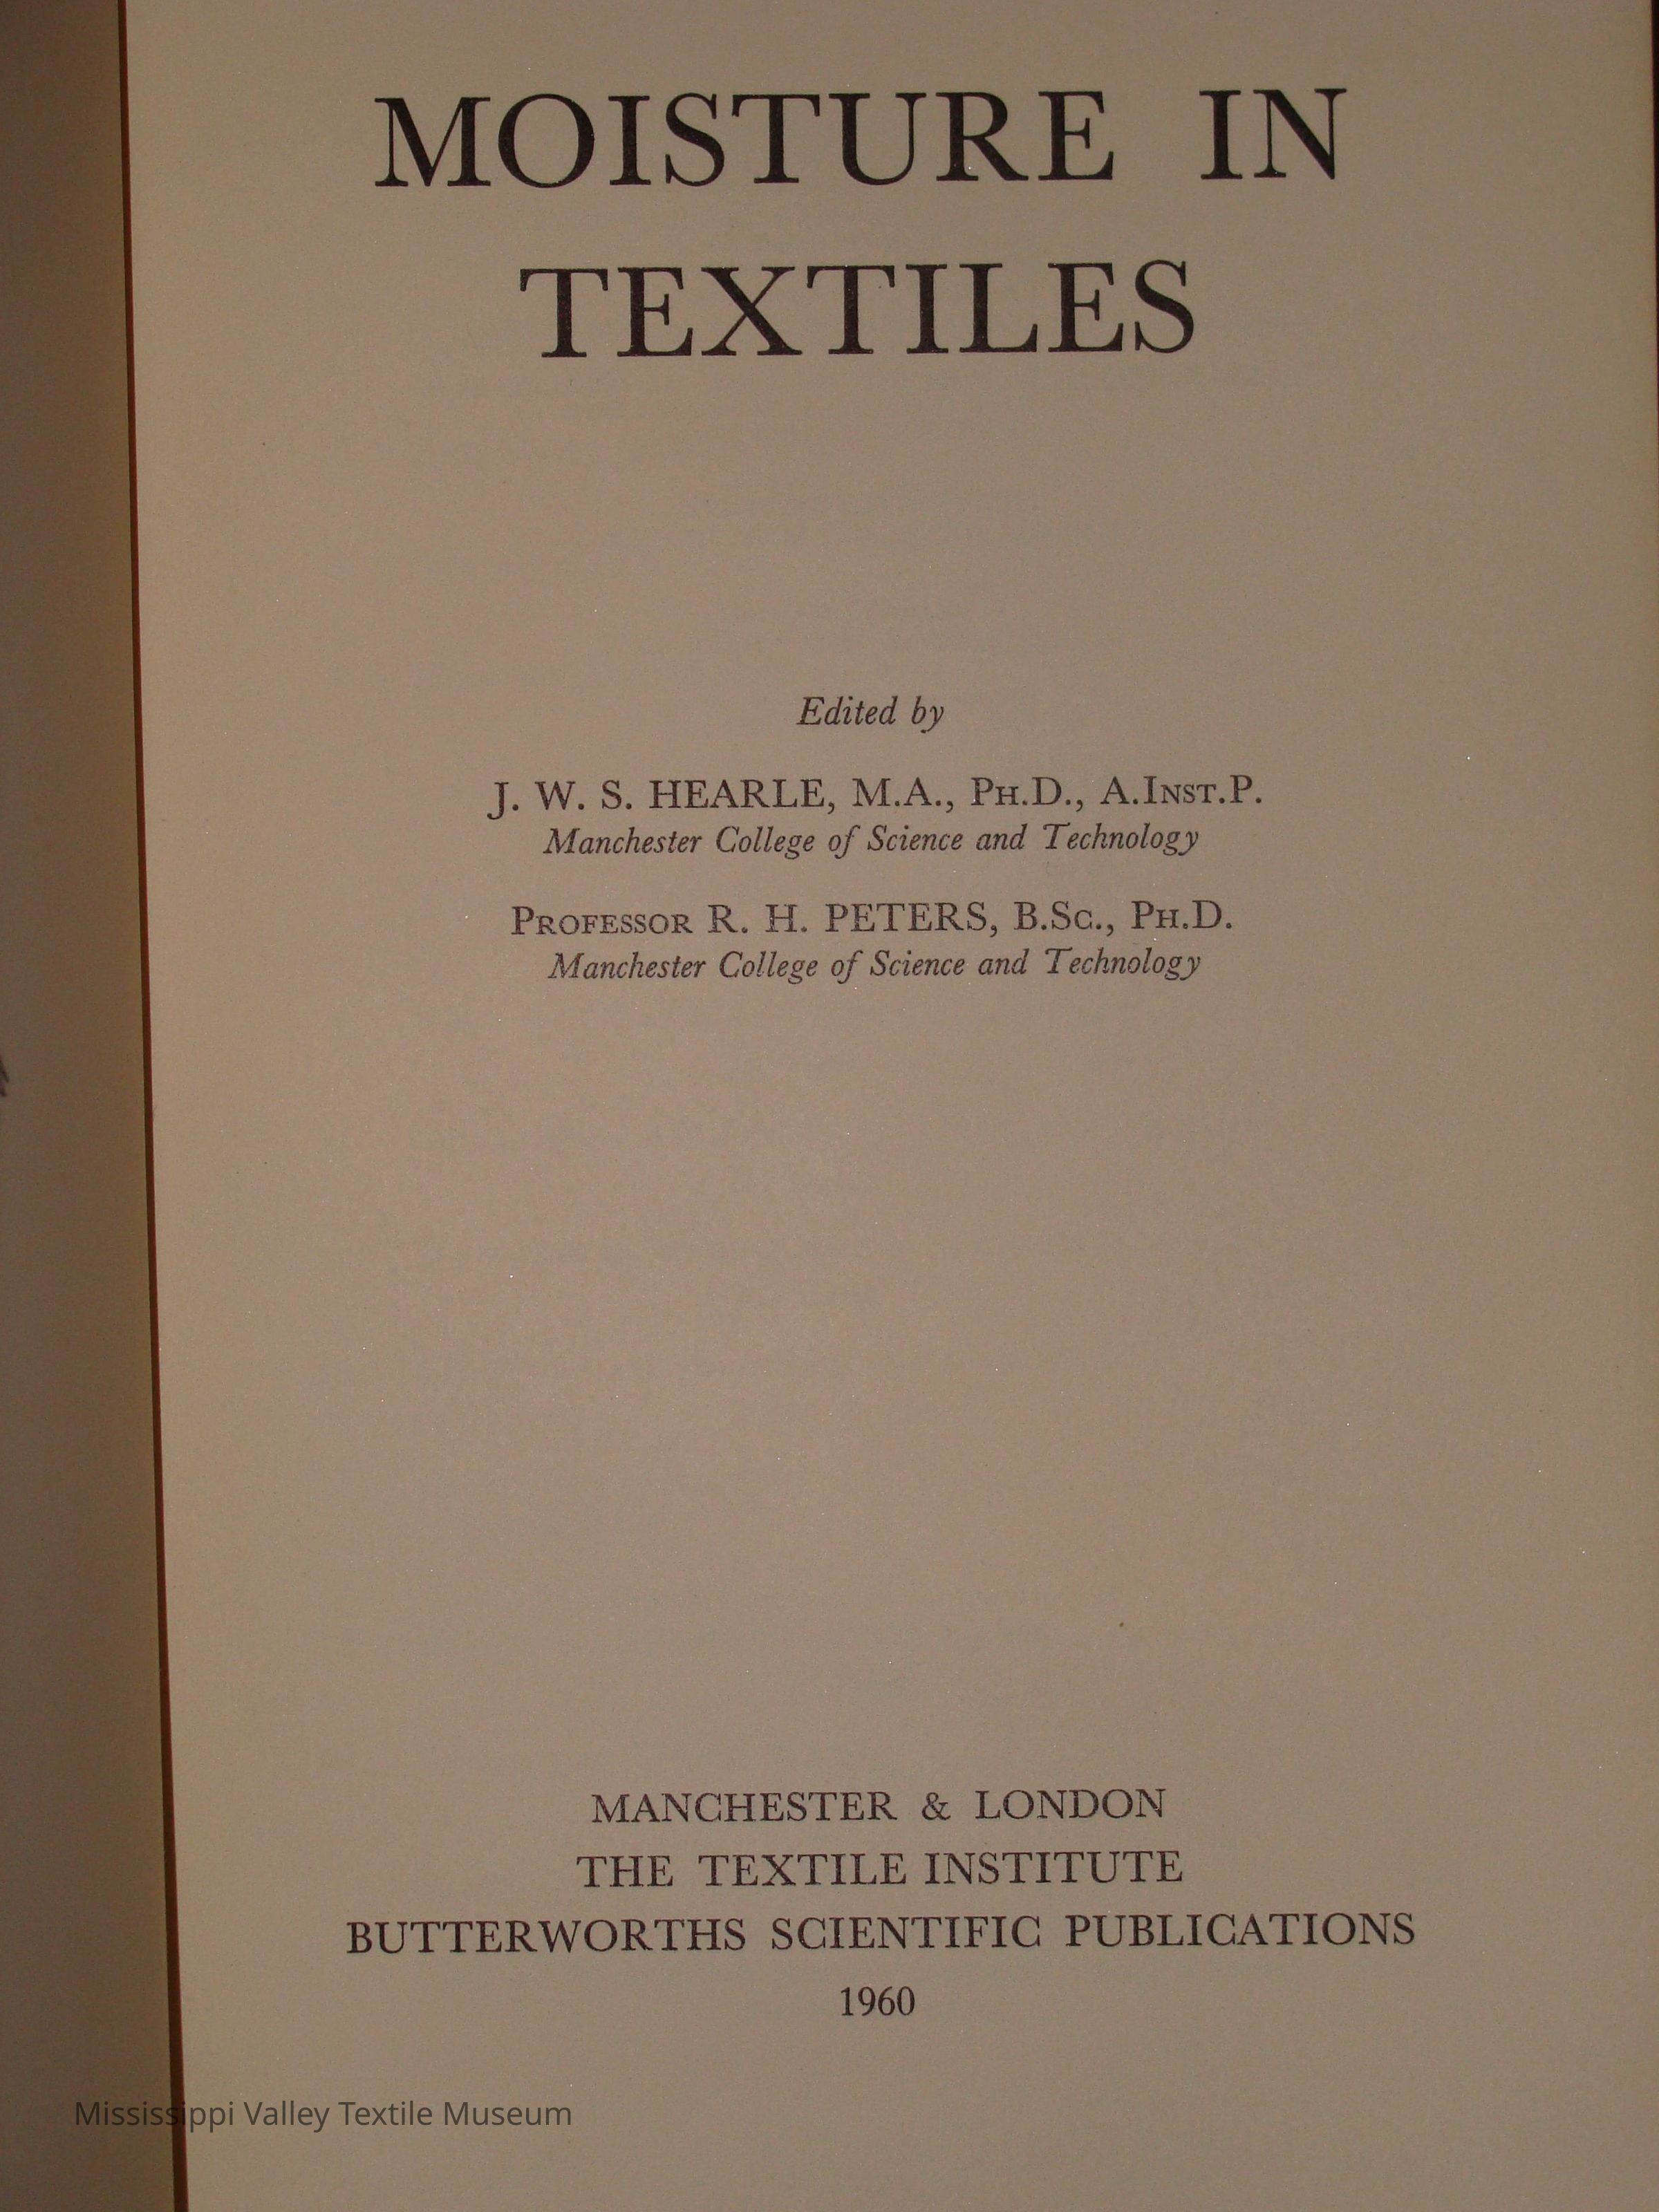 MOISTURE IN
TEXTILES
Edited by
J. W. S. HEARLE, M.A., PH.D., A.INST.P.
Manchester College of Science and Technology
PROFESSOR R. H. PETERS, B.SC., PH.D.
Manchester College of Science and Technology
MANCHESTER & LONDON
THE TEXTILE INSTITUTE
BUTTERWORTHS SCIENTIFIC PUBLICATIONS
1960
Mississippi Valley Textile Museum